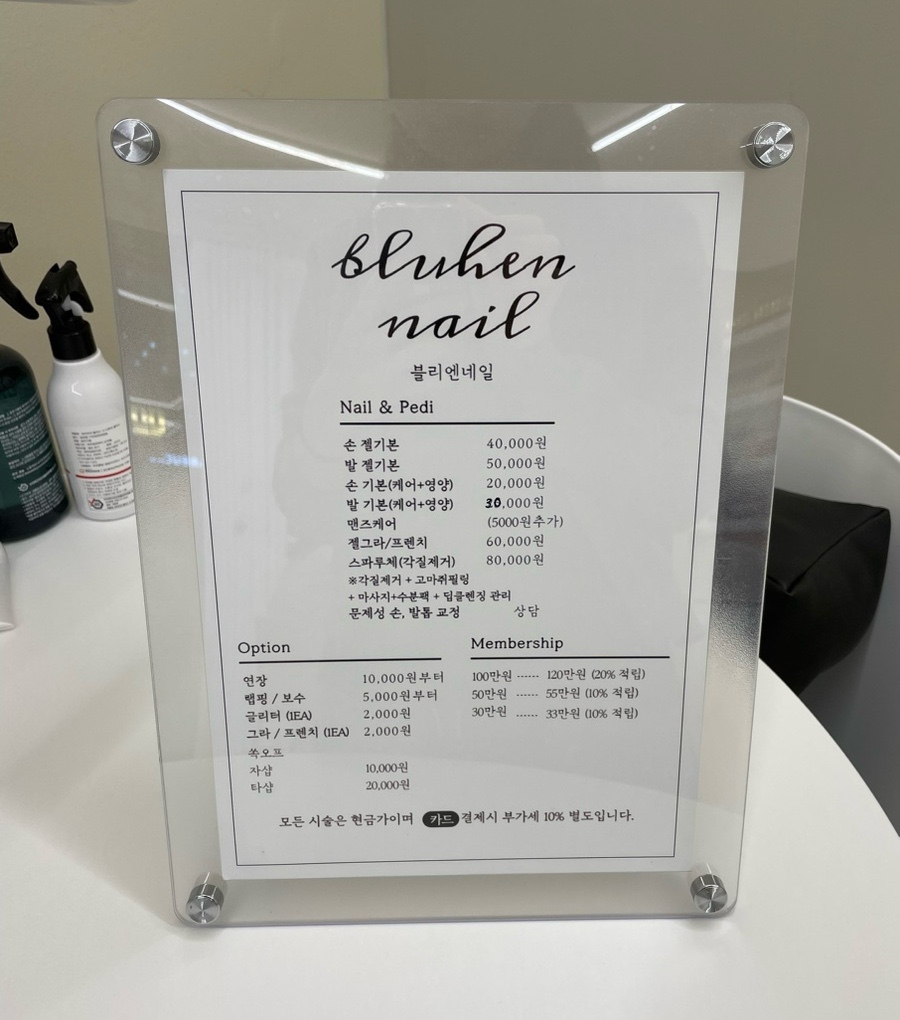 bluhen
nail
블리엔네일
Nail & Pedi
손 젤기본 40,000원
발 젤기본 50,000원
손 기본(케어+영양) 20,000원
발 기본(케어+영양) 30,000원
맨즈케어 (5000원추가)
젤그라/프렌치 60,000원
스파루체(각질제거) 80,000원
※각질제거 + 고마쥐필링
+ 마사지+수분팩 + 딥클렌징 관리
문제성 손, 발톱 교정 상담
Option
연장 10,000원부터
랩핑 / 보수 5,000원부터
글리터 (1EA) 2,000원
그라 / 프렌치 (1EA) 2,000원
쏙오프
자샵 10,000원
타샵 20,000원
Membership
100만원 ------ 120만원 (20% 적립)
50만원 ------ 55만원 (10% 적립)
30만원 ------ 33만원 (10% 적립)
모든 시술은 현금가이며 카드 결제시 부가세 10% 별도입니다.